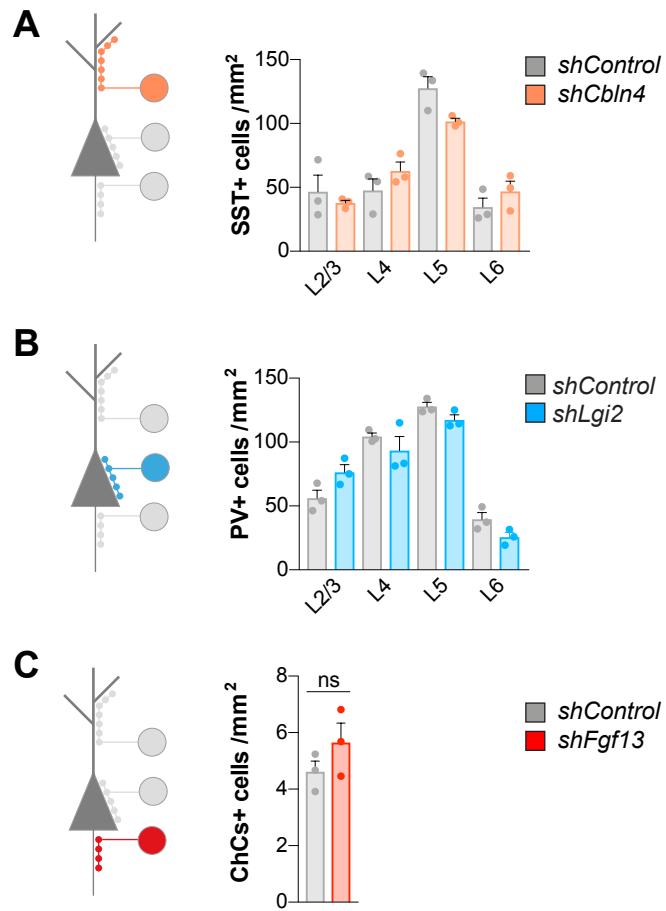 A
SST+ cells /mm²
150
100
50
0
L2/3
L4
L5
L6
shControl
shCbln4
B
PV+ cells /mm²
150
100
50
0
L2/3
L4
L5
L6
shControl
shLgi2
C
ChCs+ cells /mm²
8
6
4
2
0
ns
shControl
shFgf13